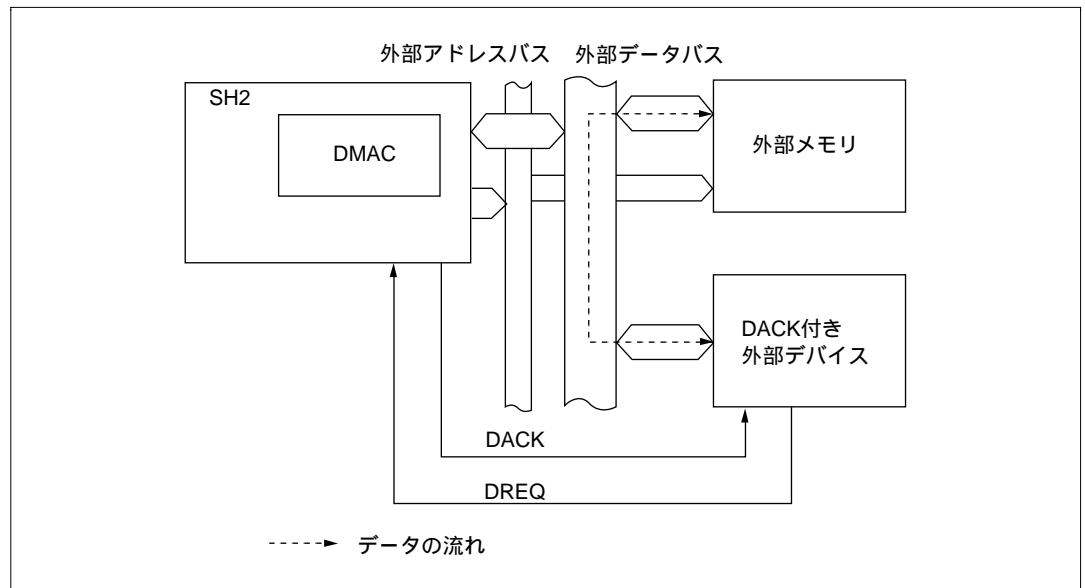 外部アドレスバス 外部データバス
SH2
DMAC
外部メモリ
DACK付き
外部デバイス
DACK
DREQ
データの流れ